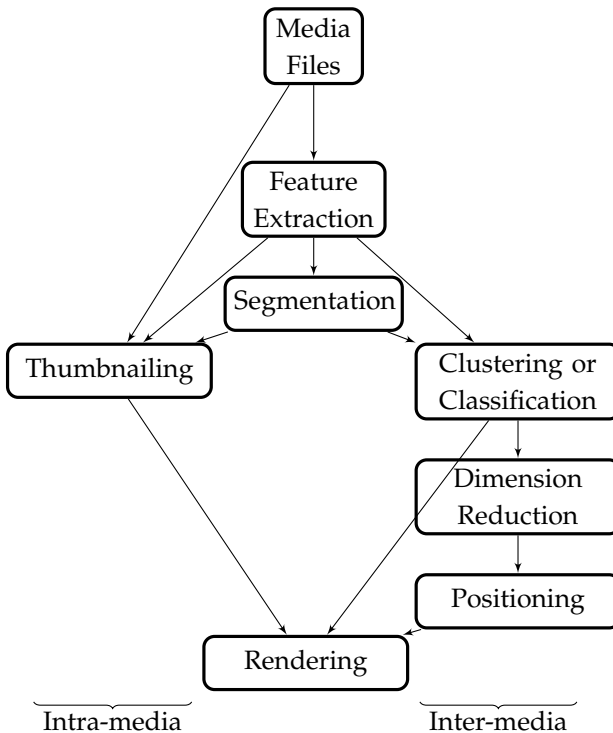 Media
Files
Feature
Extraction
Segmentation
Thumbnailing
Clustering or
Classification
Dimension
Reduction
Positioning
Rendering
Intra-media
Inter-media